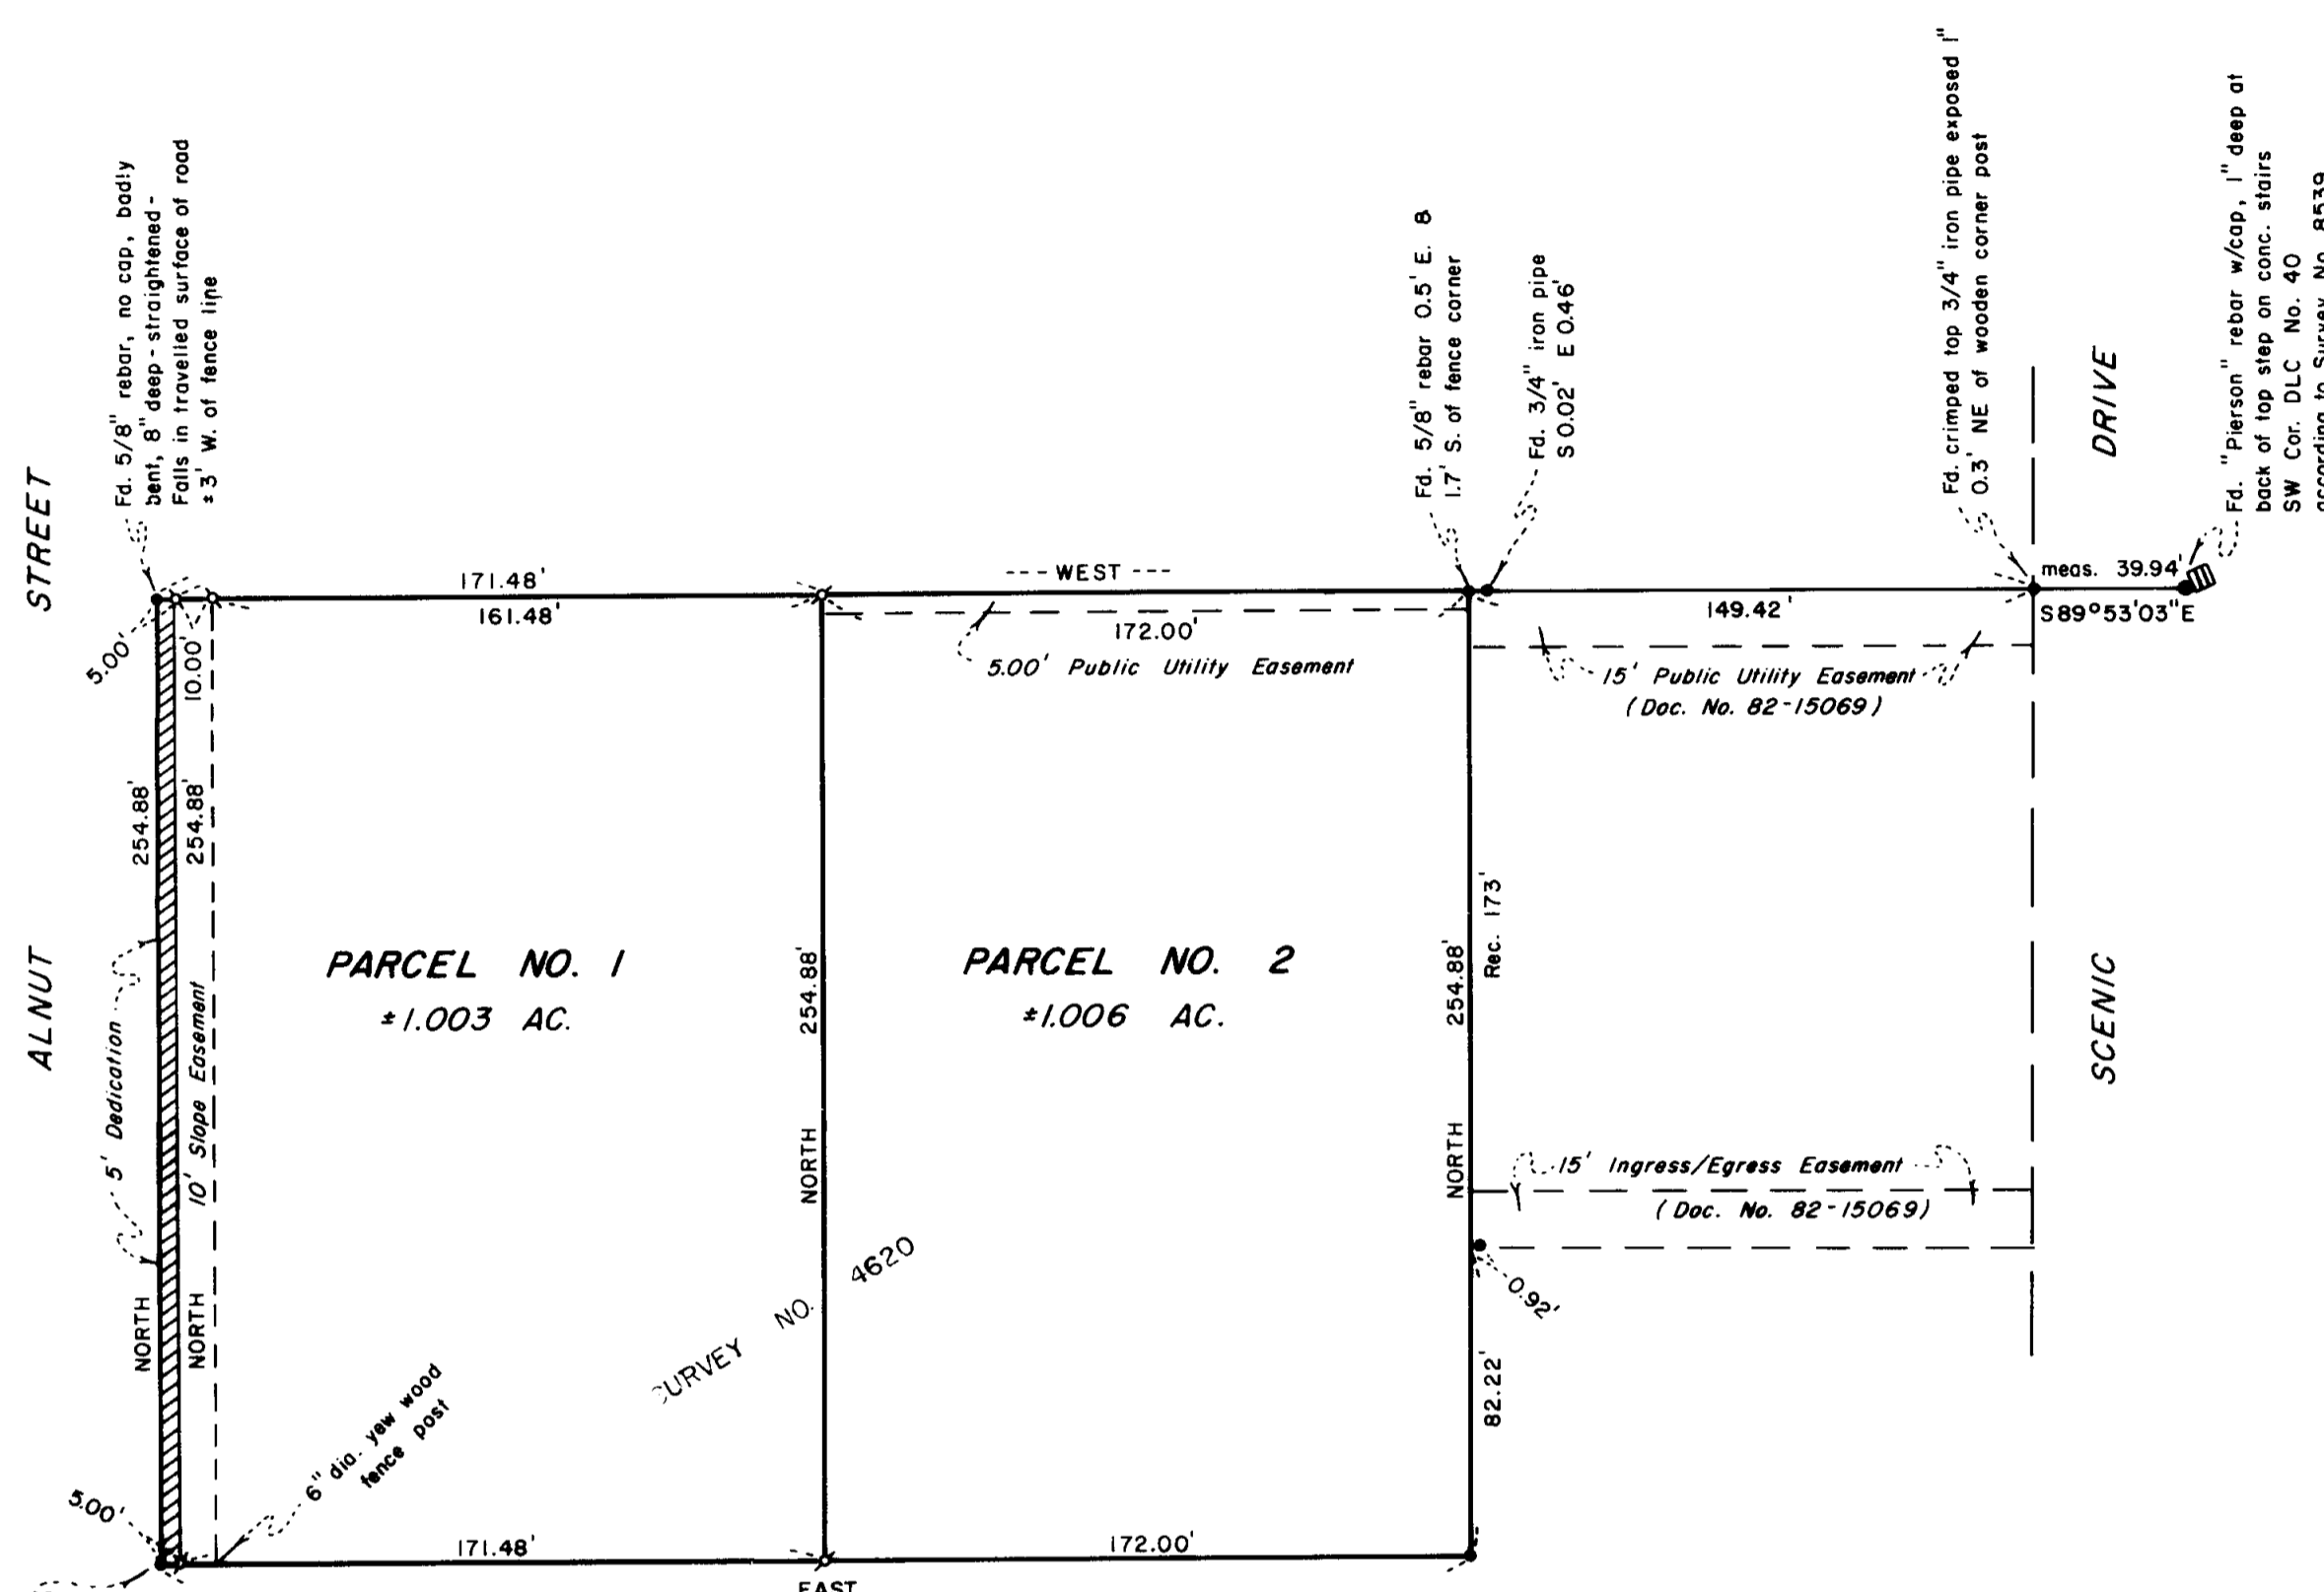 Fd. 5/8" rebar, no cap, badly
bent, 8" deep - straightened -
Falls in travelled surface of road
± 3' W. of fence line
Fd. 5/8" rebar 0.5' E. &
1.7' S. of fence corner
Fd. 3/4" iron pipe
S 0.02' E 0.46'
Fd. crimped top 3/4" iron pipe exposed 1"
0.3' NE of wooden corner post
Fd. "Pierson" rebar w/cap, 1" deep at
back of top step on conc. stairs
SW Cor. DLC No. 40
according to Survey No. 8539
STREET
ALNUT
DRIVE
SCENIC
171.48'
161.48'
--- WEST ---
172.00'
5.00' Public Utility Easement
149.42'
meas. 39.94'
S89°53'03"E
15' Public Utility Easement
(Doc. No. 82-15069)
5.00'
10.00'
254.88'
254.88'
5' Dedication
10' Slope Easement
NORTH
NORTH
PARCEL NO. 1
±1.003 AC.
254.88'
NORTH
PARCEL NO. 2
±1.006 AC.
254.88'
NORTH
Rec. 173'
15' Ingress/Egress Easement
(Doc. No. 82-15069)
0.92'
82.22'
SURVEY NO. 4620
6" dia. yew wood
fence post
5.00'
171.48'
172.00'
EAST